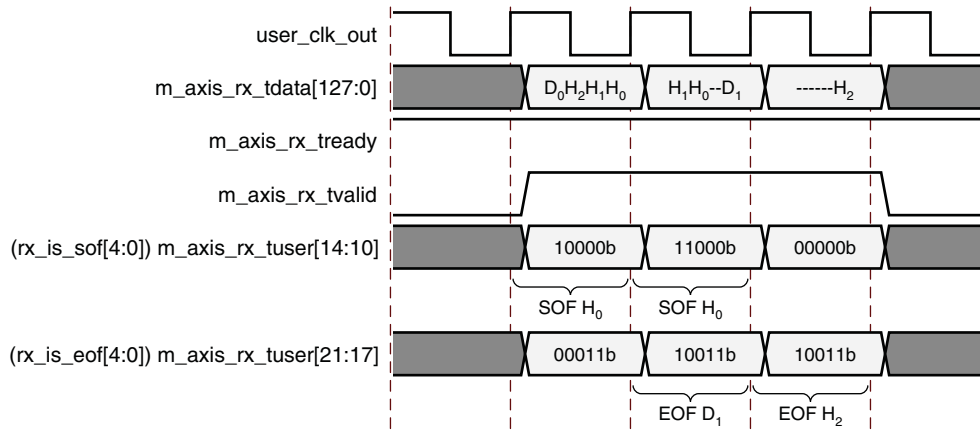 user_clk_out
m_axis_rx_tdata[127:0] D₀H₂H₁H₀ H₁H₀--D₁ ------H₂
m_axis_rx_tready
m_axis_rx_tvalid
(rx_is_sof[4:0]) m_axis_rx_tuser[14:10] 10000b 11000b 00000b
SOF H₀ SOF H₀
(rx_is_eof[4:0]) m_axis_rx_tuser[21:17] 00011b 10011b 10011b
EOF D₁ EOF H₂